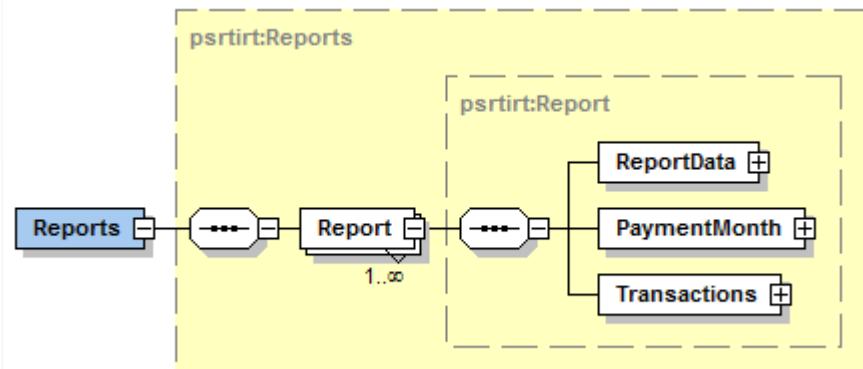 psrtirt:Reports
psrtirt:Report
ReportData
Reports
Report
PaymentMonth
1..∞
Transactions